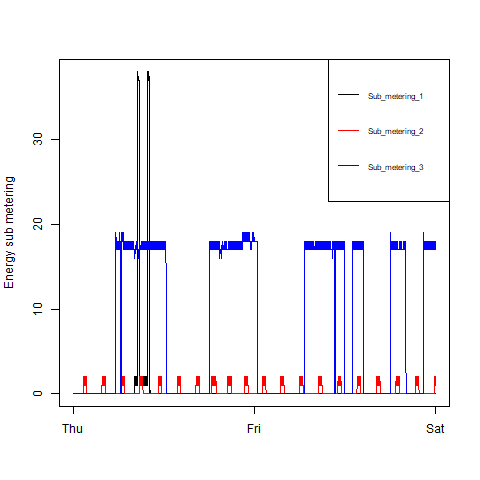 Sub_metering_1
Sub_metering_2
Sub_metering_3
Energy sub metering
30
20
10
0
Thu
Fri
Sat